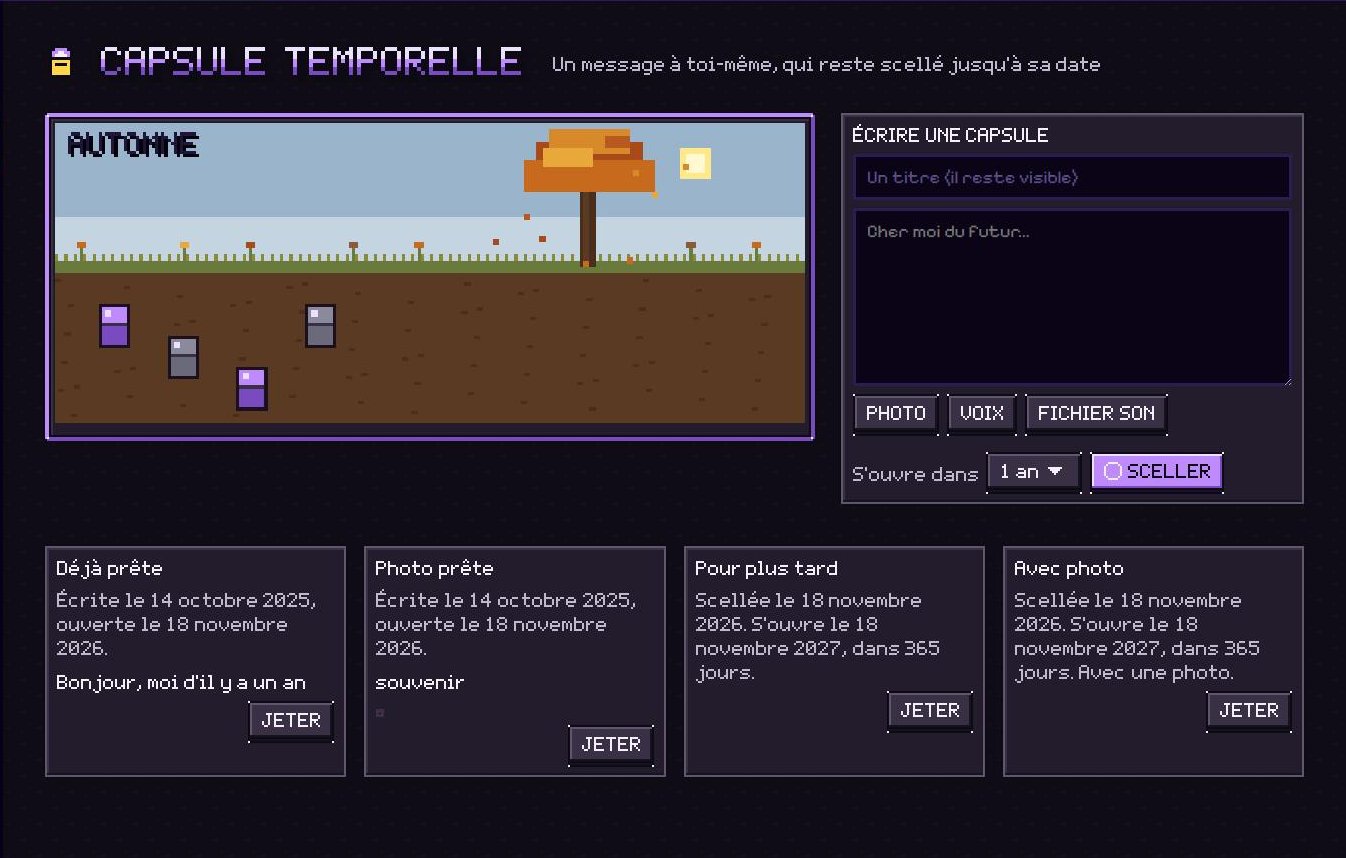 CAPSULE TEMPORELLE
Un message à toi-même, qui reste scellé jusqu'à sa date
AUTOMNE
ÉCRIRE UNE CAPSULE
Un titre (il reste visible)
Cher moi du futur...
PHOTO
VOIX
FICHIER SON
S'ouvre dans
1 an
SCELLER
Déjà prête
Écrite le 14 octobre 2025,
ouverte le 18 novembre
2026.
Bonjour, moi d'il y a un an
JETER
Photo prête
Écrite le 14 octobre 2025,
ouverte le 18 novembre
2026.
souvenir
JETER
Pour plus tard
Scellée le 18 novembre
2026. S'ouvre le 18
novembre 2027, dans 365
jours.
JETER
Avec photo
Scellée le 18 novembre
2026. S'ouvre le 18
novembre 2027, dans 365
jours. Avec une photo.
JETER